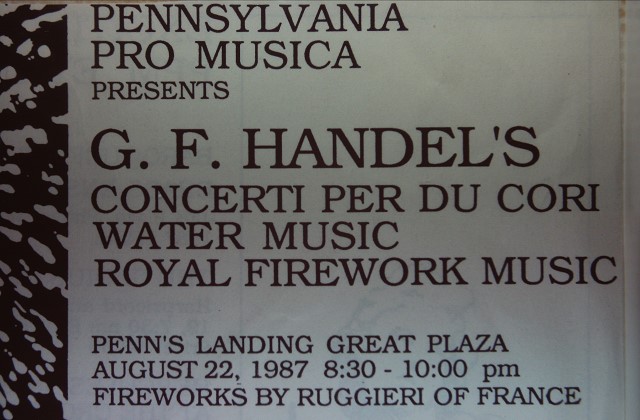 PENNSYLVANIA
PRO MUSICA
PRESENTS
G. F. HANDEL'S
CONCERTI PER DU CORI
WATER MUSIC
ROYAL FIREWORK MUSIC
PENN'S LANDING GREAT PLAZA
AUGUST 22, 1987 8:30 - 10:00 pm
FIREWORKS BY RUGGIERI OF FRANCE